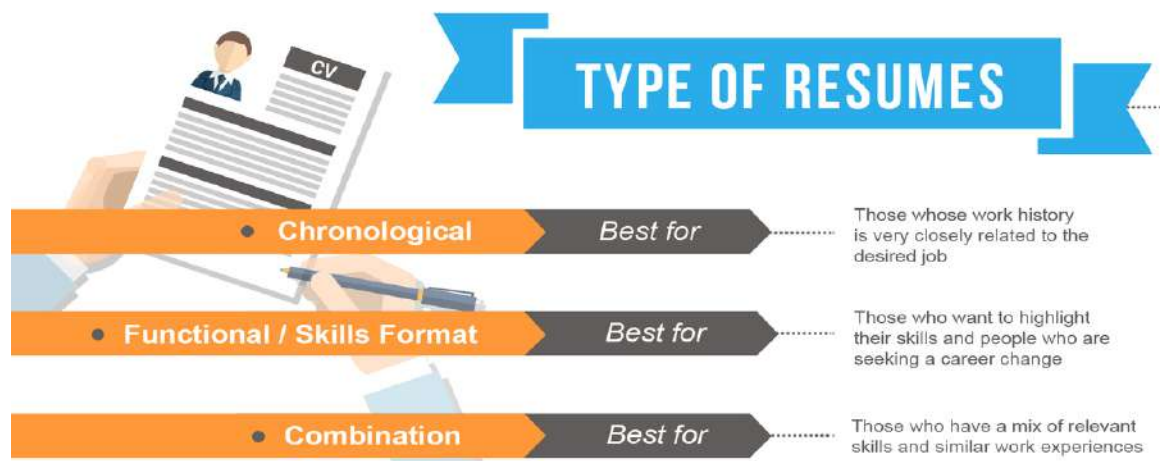 CV
TYPE OF RESUMES
• Chronological Best for Those whose work history
is very closely related to the
desired job
• Functional / Skills Format Best for Those who want to highlight
their skills and people who are
seeking a career change
• Combination Best for Those who have a mix of relevant
skills and similar work experiences